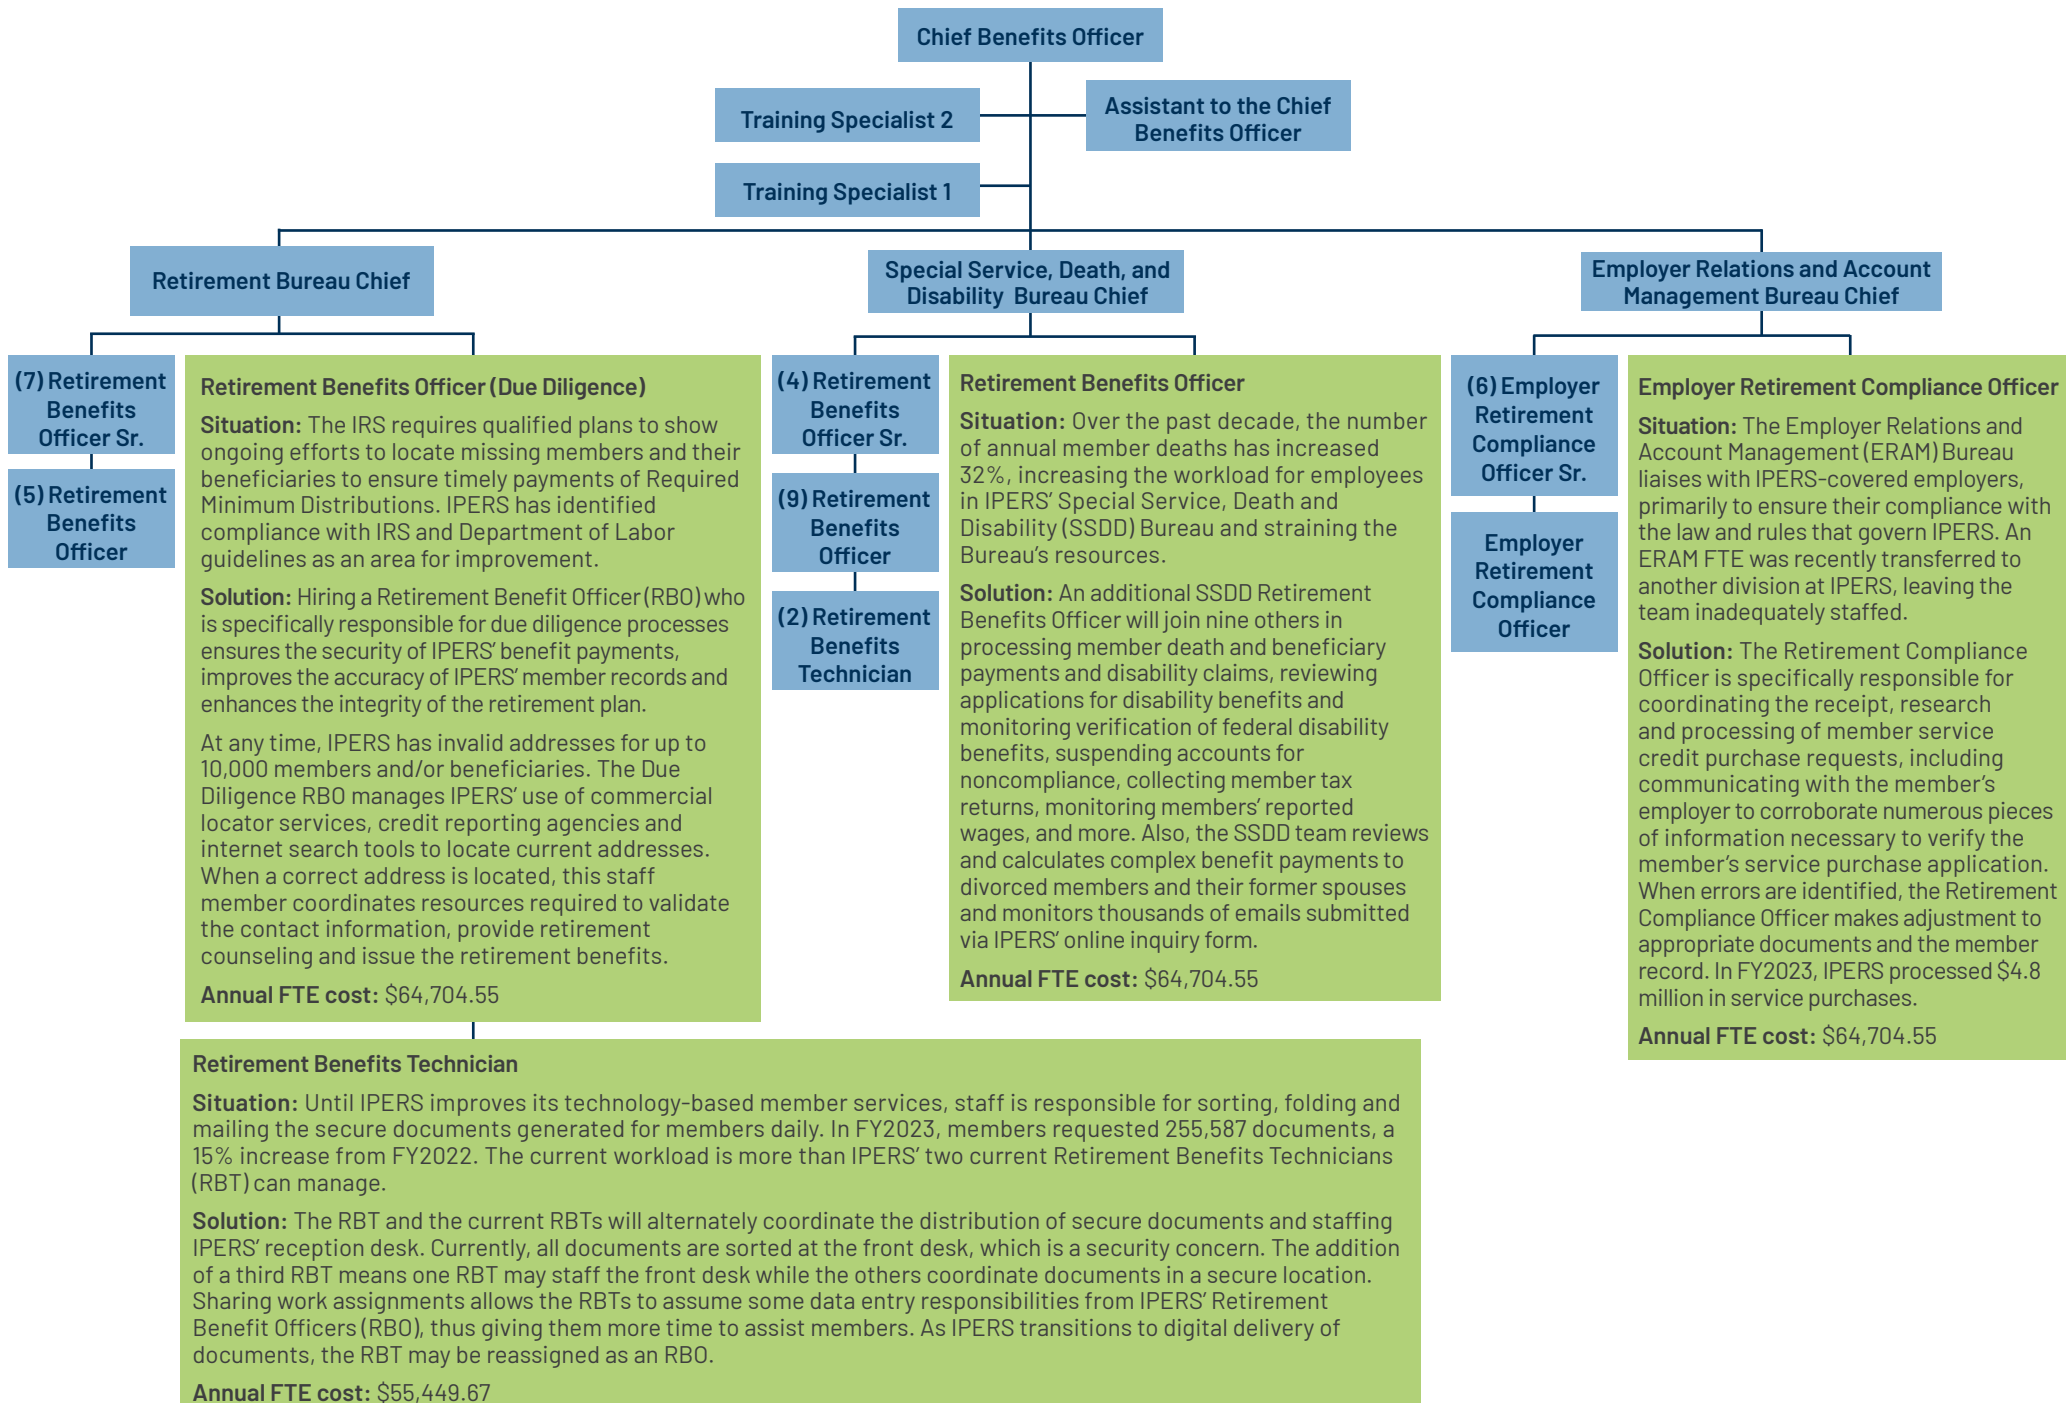 Chief Benefits Officer
Training Specialist 2
Assistant to the Chief
Benefits Officer
Training Specialist 1
Retirement Bureau Chief
Special Service, Death, and
Disability Bureau Chief
Employer Relations and Account
Management Bureau Chief
(7) Retirement
Benefits
Officer Sr.
(5) Retirement
Benefits
Officer
Retirement Benefits Officer (Due Diligence)
Situation: The IRS requires qualified plans to show
ongoing efforts to locate missing members and their
beneficiaries to ensure timely payments of Required
Minimum Distributions. IPERS has identified
compliance with IRS and Department of Labor
guidelines as an area for improvement.
Solution: Hiring a Retirement Benefit Officer (RBO) who
is specifically responsible for due diligence processes
ensures the security of IPERS' benefit payments,
improves the accuracy of IPERS' member records and
enhances the integrity of the retirement plan.
At any time, IPERS has invalid addresses for up to
10,000 members and/or beneficiaries. The Due
Diligence RBO manages IPERS' use of commercial
locator services, credit reporting agencies and
internet search tools to locate current addresses.
When a correct address is located, this staff
member coordinates resources required to validate
the contact information, provide retirement
counseling and issue the retirement benefits.
Annual FTE cost: $64,704.55
(4) Retirement
Benefits
Officer Sr.
(9) Retirement
Benefits
Officer
(2) Retirement
Benefits
Technician
Retirement Benefits Officer
Situation: Over the past decade, the number
of annual member deaths has increased
32%, increasing the workload for employees
in IPERS' Special Service, Death and
Disability (SSDD) Bureau and straining the
Bureau's resources.
Solution: An additional SSDD Retirement
Benefits Officer will join nine others in
processing member death and beneficiary
payments and disability claims, reviewing
applications for disability benefits and
monitoring verification of federal disability
benefits, suspending accounts for
noncompliance, collecting member tax
returns, monitoring members' reported
wages, and more. Also, the SSDD team reviews
and calculates complex benefit payments to
divorced members and their former spouses
and monitors thousands of emails submitted
via IPERS' online inquiry form.
Annual FTE cost: $64,704.55
(6) Employer
Retirement
Compliance
Officer Sr.
Employer
Retirement
Compliance
Officer
Employer Retirement Compliance Officer
Situation: The Employer Relations and
Account Management (ERAM) Bureau
liaises with IPERS-covered employers,
primarily to ensure their compliance with
the law and rules that govern IPERS. An
ERAM FTE was recently transferred to
another division at IPERS, leaving the
team inadequately staffed.
Solution: The Retirement Compliance
Officer is specifically responsible for
coordinating the receipt, research
and processing of member service
credit purchase requests, including
communicating with the member's
employer to corroborate numerous pieces
of information necessary to verify the
member's service purchase application.
When errors are identified, the Retirement
Compliance Officer makes adjustment to
appropriate documents and the member
record. In FY2023, IPERS processed $4.8
million in service purchases.
Annual FTE cost: $64,704.55
Retirement Benefits Technician
Situation: Until IPERS improves its technology-based member services, staff is responsible for sorting, folding and
mailing the secure documents generated for members daily. In FY2023, members requested 255,587 documents, a
15% increase from FY2022. The current workload is more than IPERS' two current Retirement Benefits Technicians
(RBT) can manage.
Solution: The RBT and the current RBTs will alternately coordinate the distribution of secure documents and staffing
IPERS' reception desk. Currently, all documents are sorted at the front desk, which is a security concern. The addition
of a third RBT means one RBT may staff the front desk while the others coordinate documents in a secure location.
Sharing work assignments allows the RBTs to assume some data entry responsibilities from IPERS' Retirement
Benefit Officers (RBO), thus giving them more time to assist members. As IPERS transitions to digital delivery of
documents, the RBT may be reassigned as an RBO.
Annual FTE cost: $55,449.67